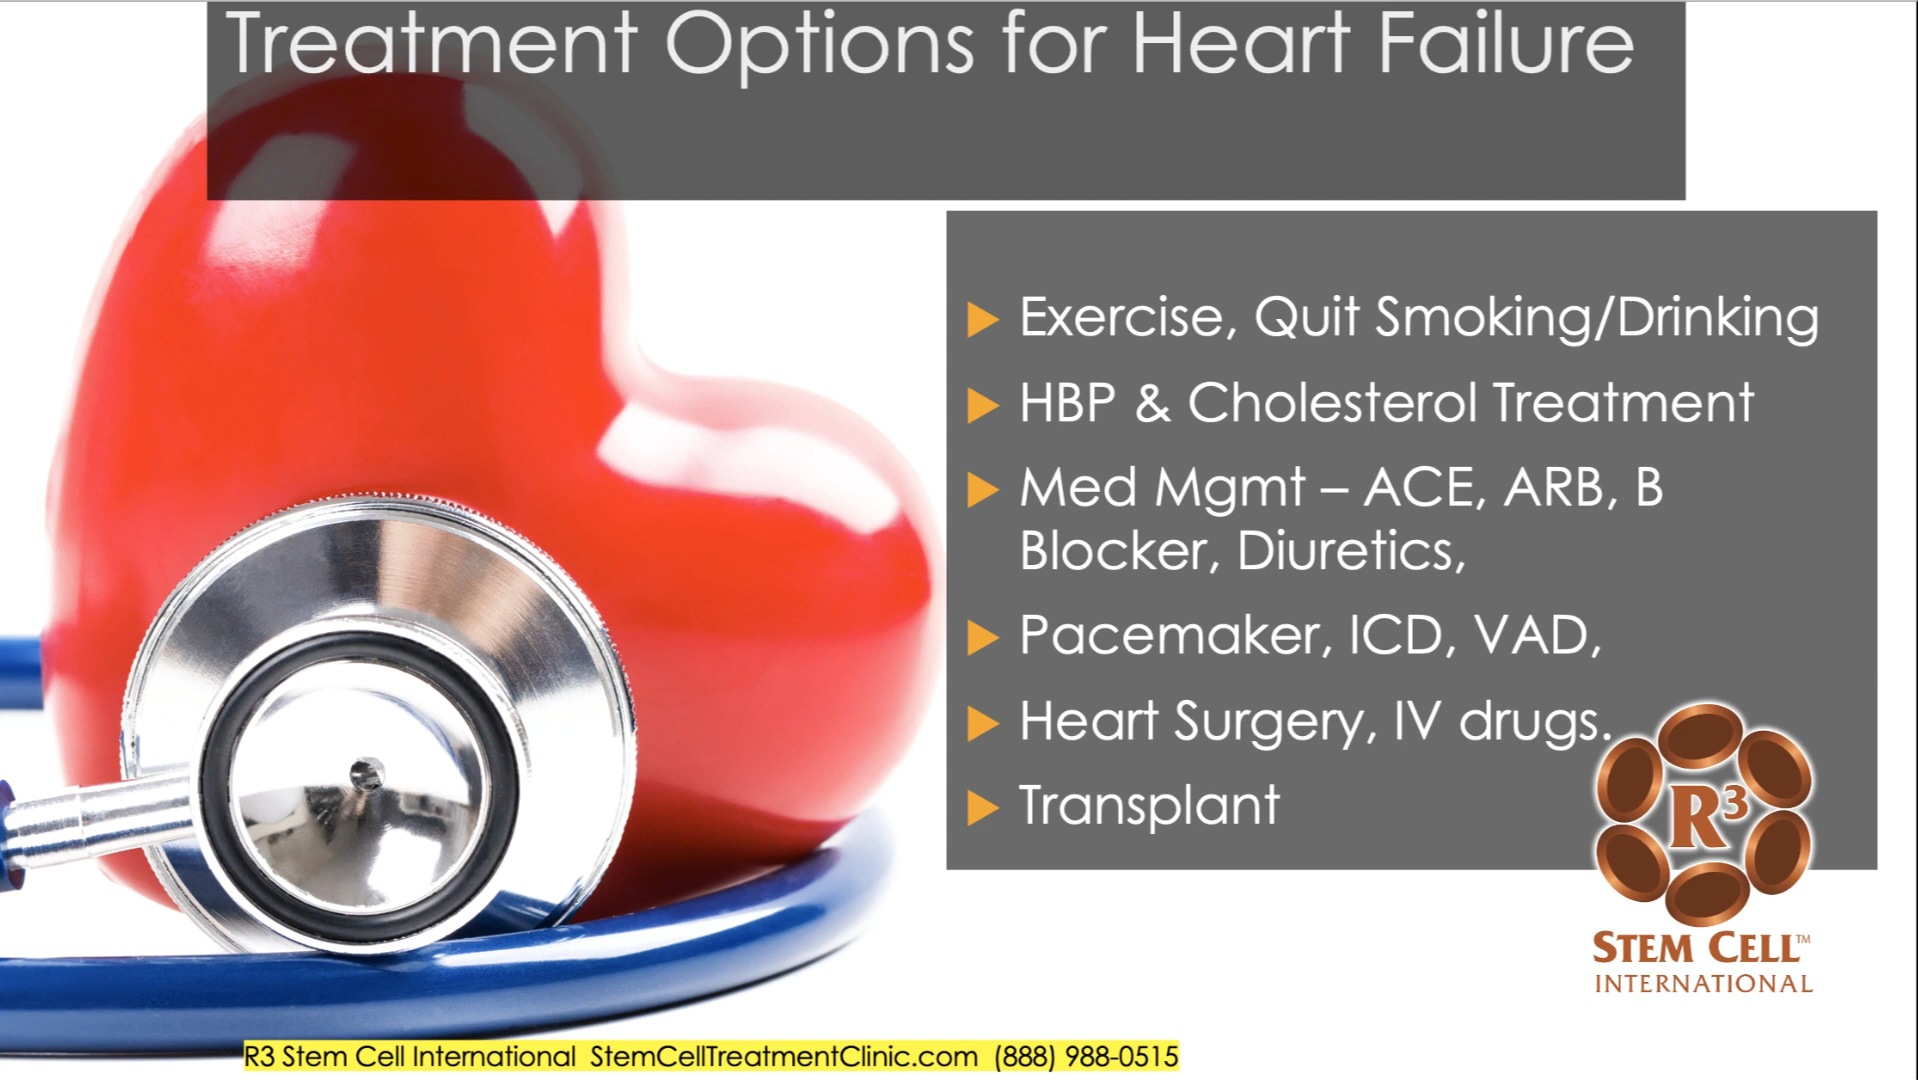 Treatment Options for Heart Failure
Exercise, Quit Smoking/Drinking
HBP & Cholesterol Treatment
Med Mgmt – ACE, ARB, B
Blocker, Diuretics,
Pacemaker, ICD, VAD,
Heart Surgery, IV drugs.
Transplant
R3
STEM CELL™
INTERNATIONAL
R3 Stem Cell International StemCellTreatmentClinic.com (888) 988-0515